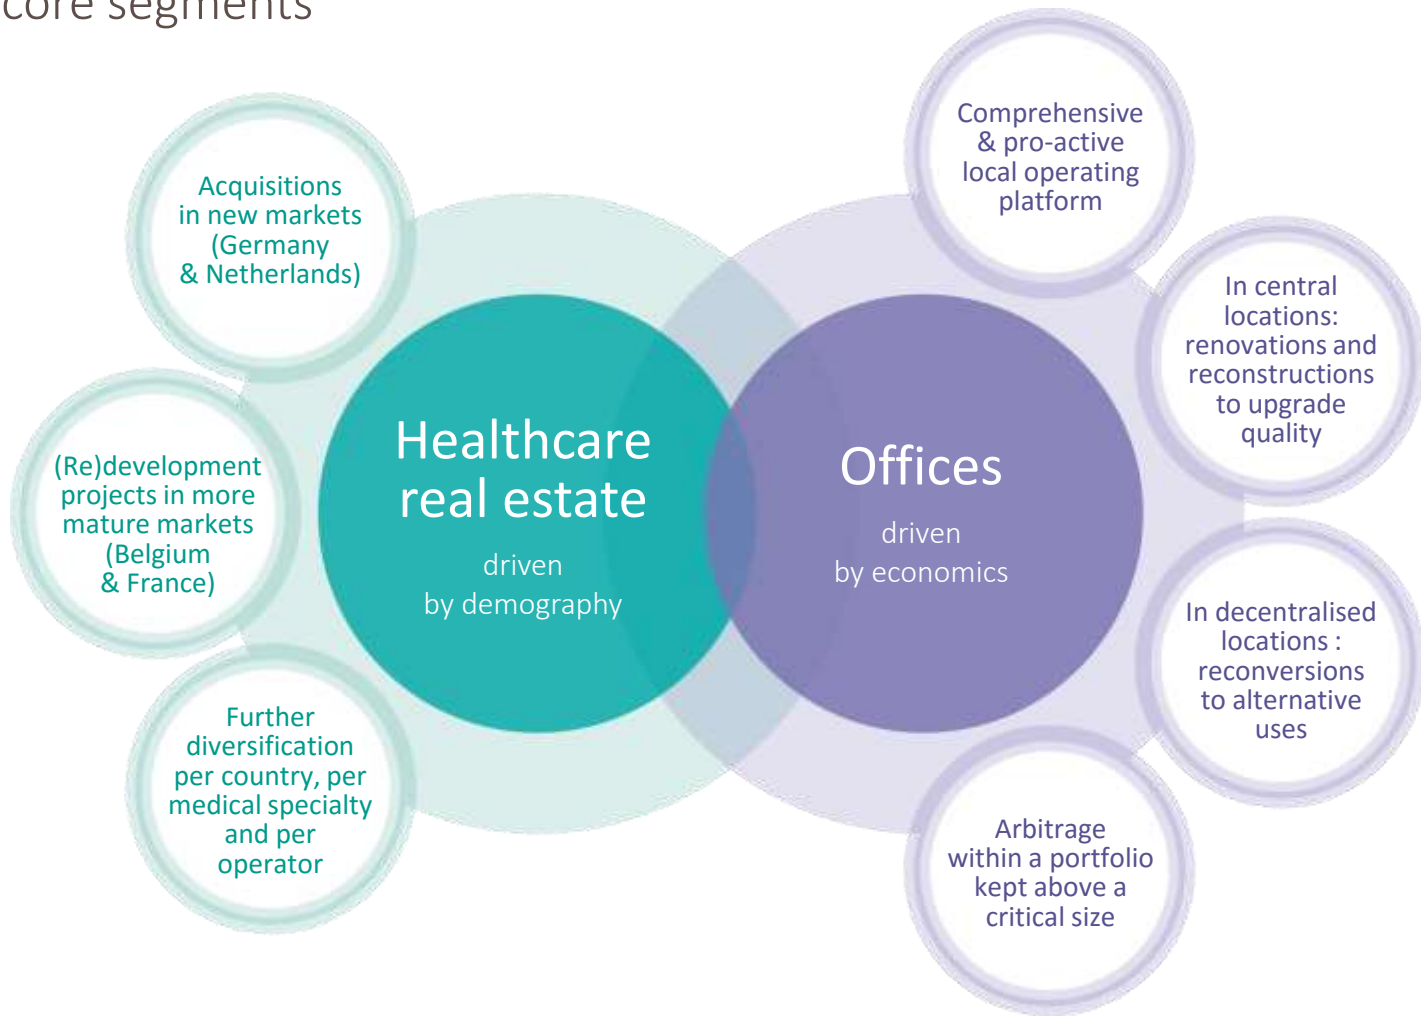 core segments
Acquisitions
in new markets
(Germany
& Netherlands)
(Re)development
projects in more
mature markets
(Belgium
& France)
Further
diversification
per country, per
medical specialty
and per
operator
Healthcare
real estate
driven
by demography
Offices
driven
by economics
Comprehensive
& pro-active
local operating
platform
In central
locations:
renovations and
reconstructions
to upgrade
quality
In decentralised
locations :
reconversions
to alternative
uses
Arbitrage
within a portfolio
kept above a
critical size